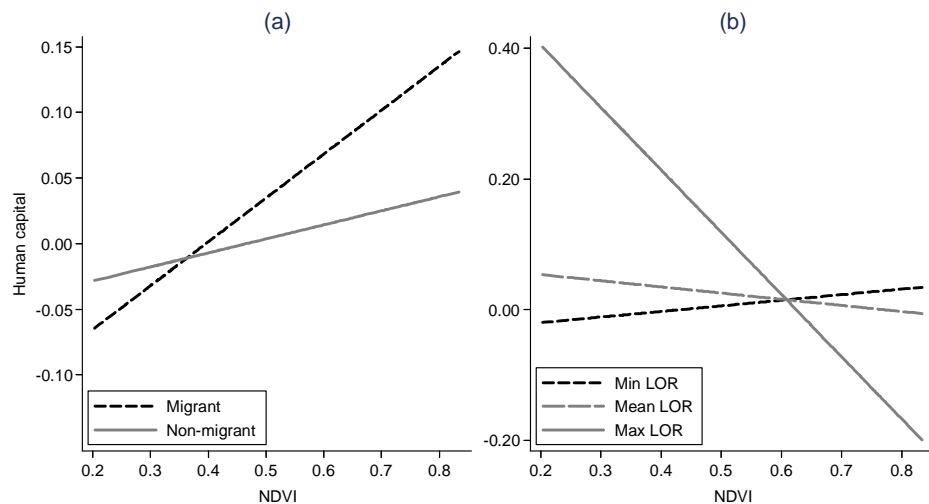 (a)
0.15
0.10
0.05
0.00
-0.05
-0.10
Human capital
Migrant
Non-migrant
0.2 0.3 0.4 0.5 0.6 0.7 0.8
NDVI
(b)
0.40
0.20
0.00
-0.20
Min LOR
Mean LOR
Max LOR
0.2 0.3 0.4 0.5 0.6 0.7 0.8
NDVI